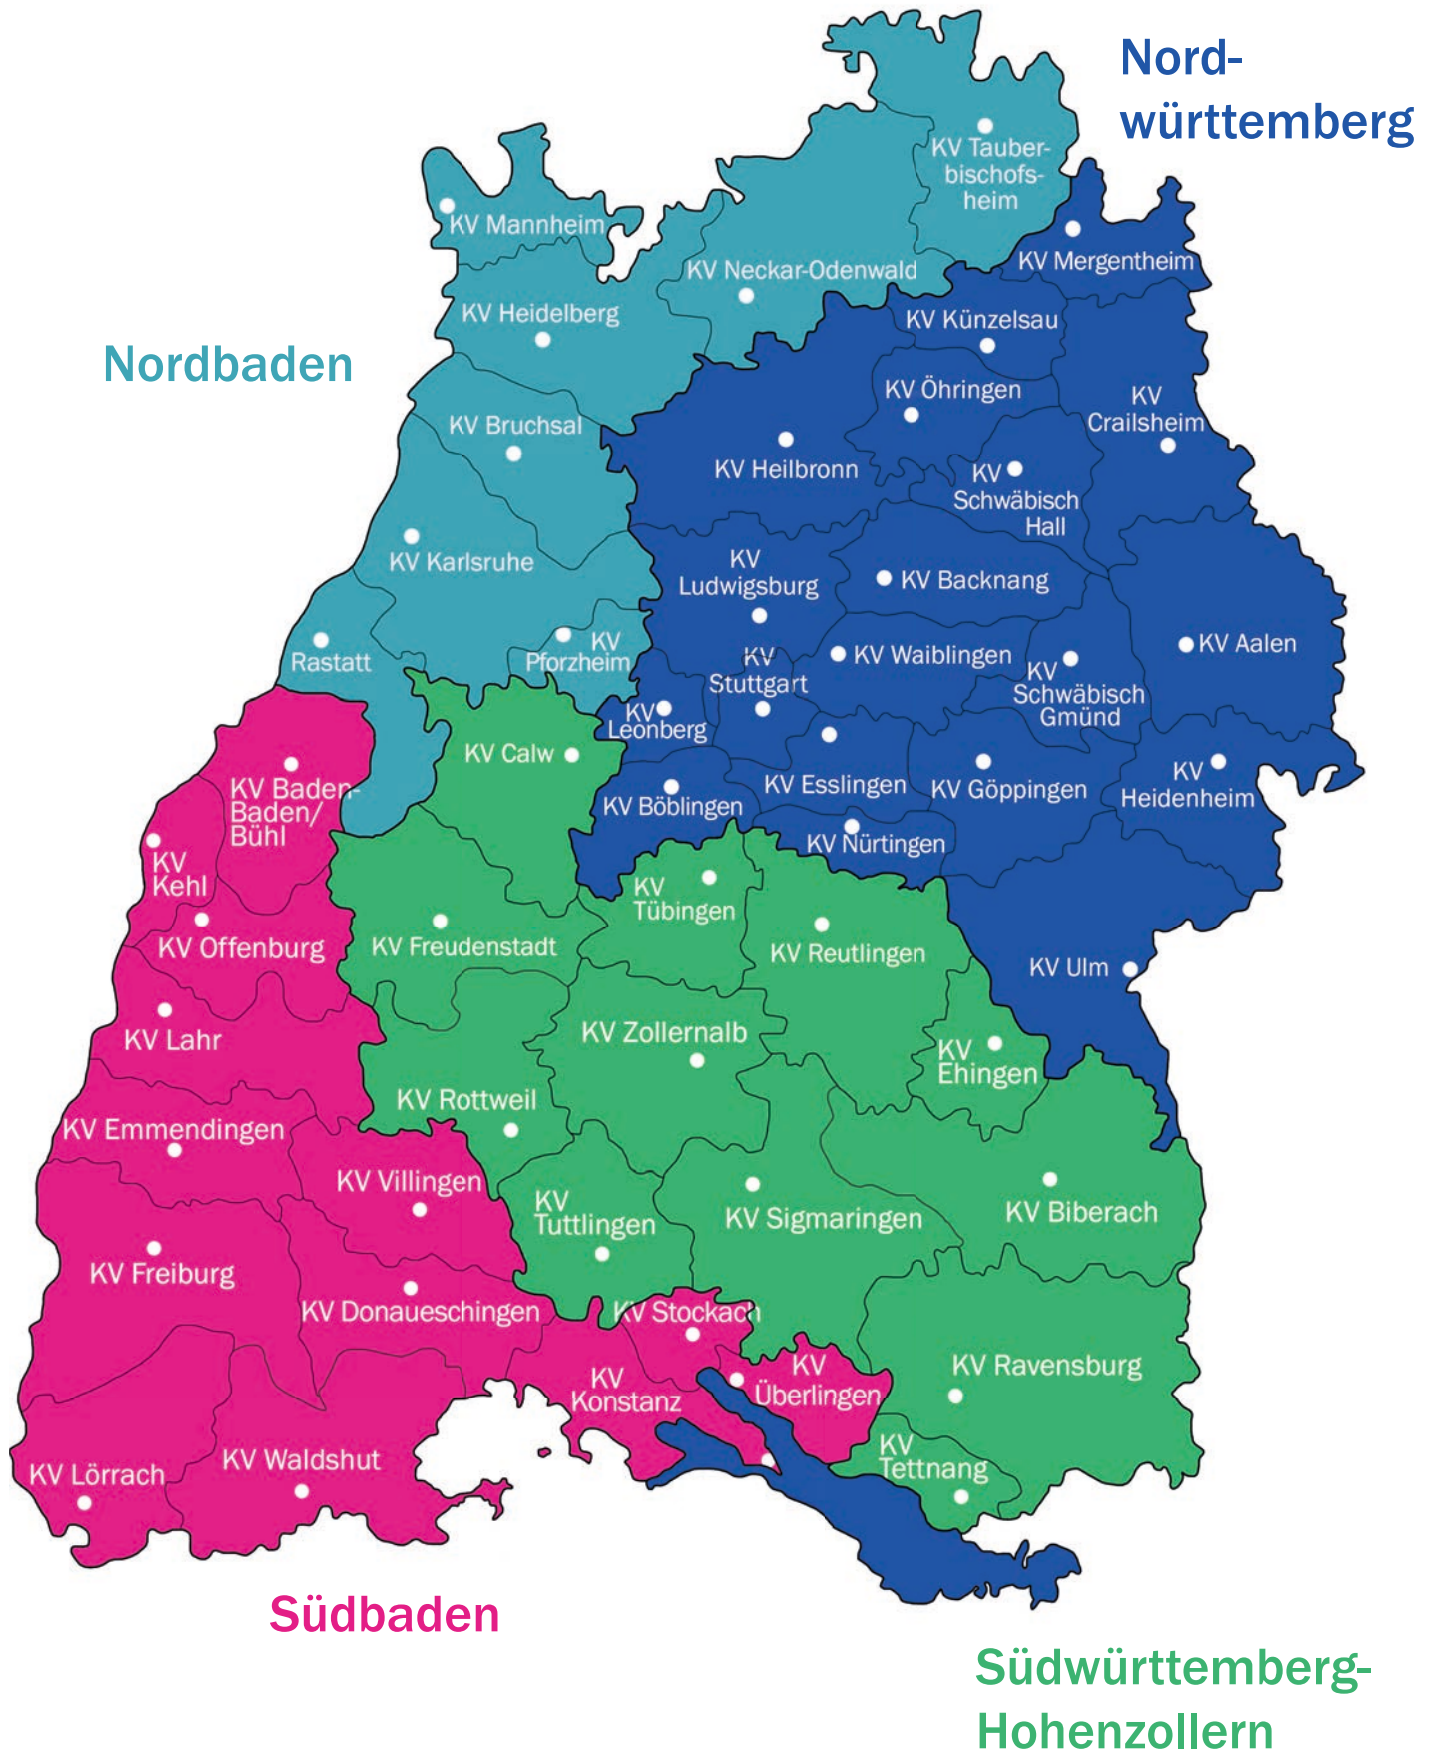 Nord-
württemberg
KV Tauber-
bischofs-
heim
KV Mannheim
KV Mergentheim
KV Neckar-Odenwald
KV Heidelberg
KV Künzelsau
Nordbaden
KV Öhringen
KV
Crailsheim
KV Bruchsal
KV Heilbronn
KV
Schwäbisch
Hall
KV Karlsruhe
KV
Ludwigsburg
KV Backnang
Rastatt
KV
Pforzheim
KV
Stuttgart
KV Waiblingen
KV
Schwäbisch
Gmünd
KV Aalen
KV
Leonberg
KV Calw
KV Baden-
Baden/
Bühl
KV Böblingen
KV Esslingen
KV Göppingen
KV
Heidenheim
KV Nürtingen
KV
Kehl
KV
Tübingen
KV Offenburg
KV Freudenstadt
KV Reutlingen
KV Ulm
KV Lahr
KV Zollernalb
KV
Ehingen
KV Rottweil
KV Emmendingen
KV Villingen
KV
Tuttlingen
KV Sigmaringen
KV Biberach
KV Freiburg
KV Donaueschingen
KV Stockach
KV
Konstanz
KV
Überlingen
KV Ravensburg
KV Lörrach
KV Waldshut
KV
Tettnang
Südbaden
Südwürttemberg-
Hohenzollern